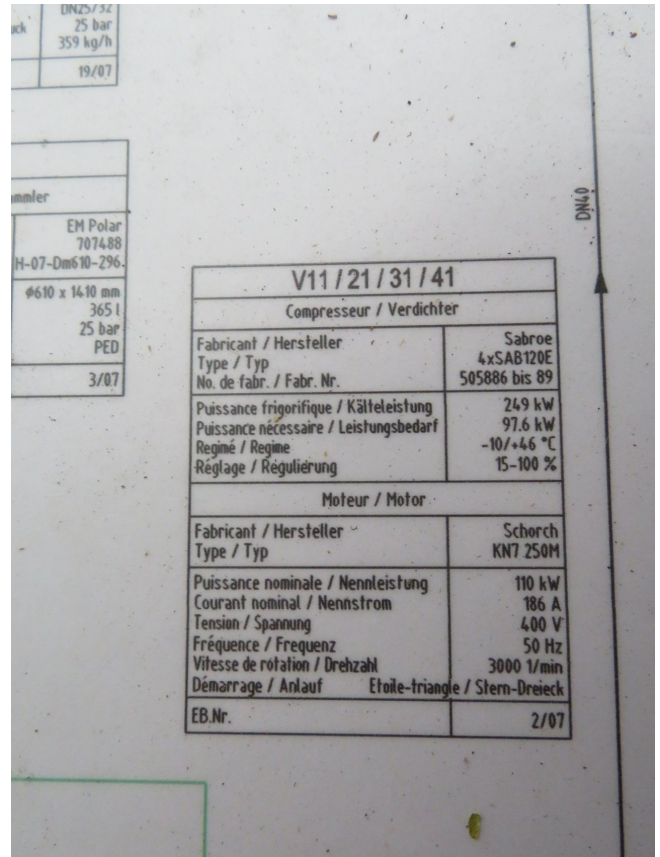 DN25/32
25 bar
359 kg/h
19/07
EM Polar
707488
H-07-Dm610-296
ø610 x 1410 mm
365 l
25 bar
PED
3/07
DN40
V11 / 21 / 31 / 41
Compresseur / Verdichter
Fabricant / Hersteller Sabroe
Type / Typ 4xSAB120E
No. de fabr. / Fabr. Nr. 505886 bis 89
Puissance frigorifique / Kälteleistung 249 kW
Puissance nécessaire / Leistungsbedarf 97.6 kW
Regimé / Regime -10/+46 °C
Réglage / Régulierung 15-100 %
Moteur / Motor
Fabricant / Hersteller Schorch
Type / Typ KN7 250M
Puissance nominale / Nennleistung 110 kW
Courant nominal / Nennstrom 186 A
Tension / Spannung 400 V
Fréquence / Frequenz 50 Hz
Vitesse de rotation / Drehzahl 3000 1/min
Démarrage / Anlauf Etoile-triangle / Stern-Dreieck
EB.Nr. 2/07